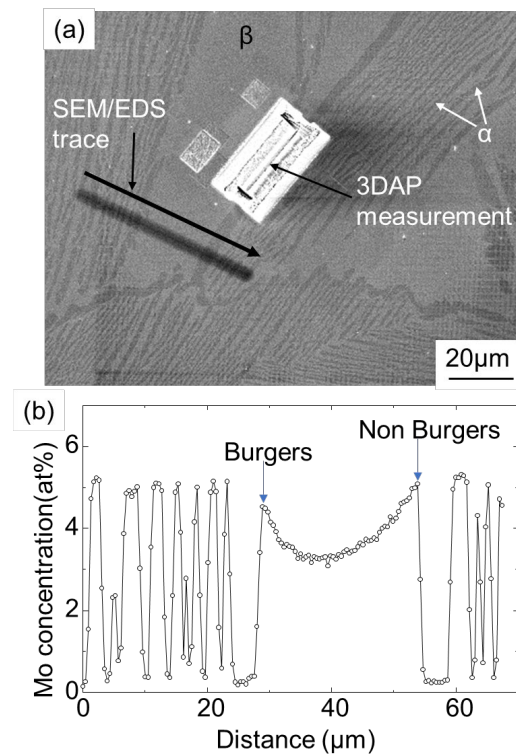 (a)
β
SEM/EDS
trace
α
3DAP
measurement
20μm
(b)
Burgers
Non Burgers
Mo concentration(at%)
6
4
2
0
0
20
40
60
Distance (μm)